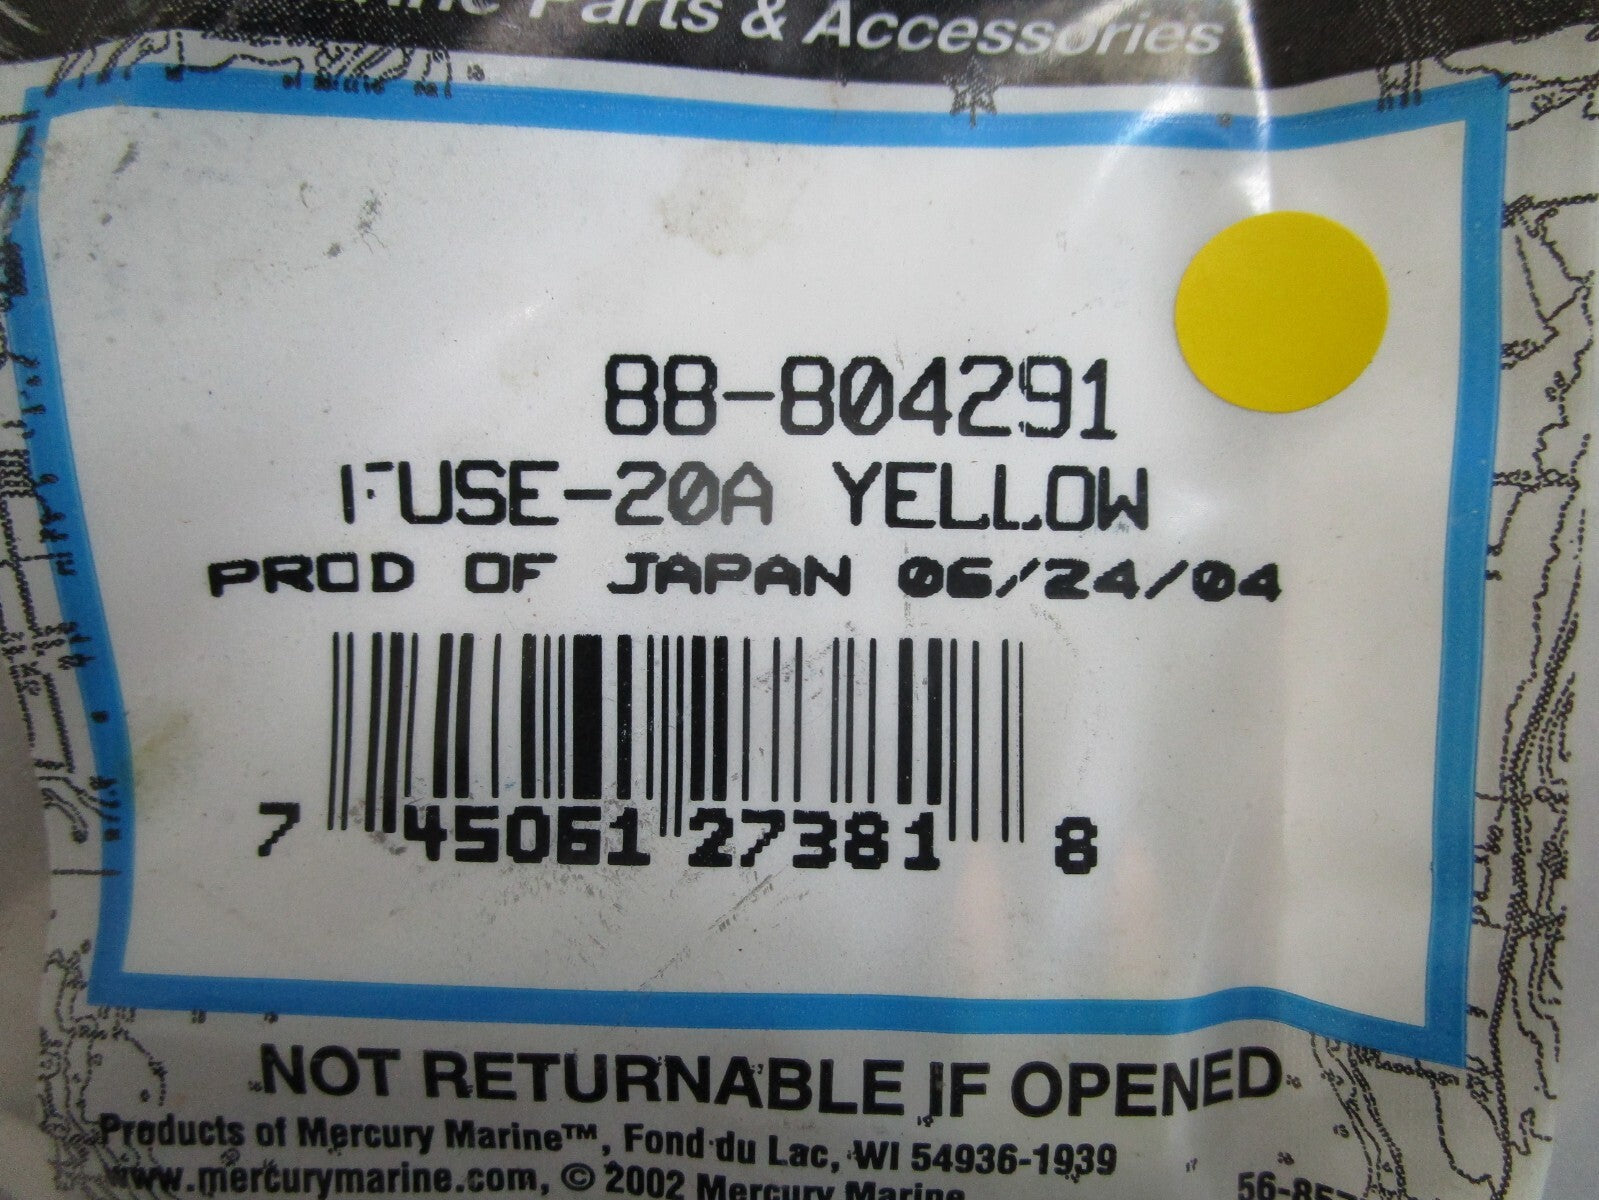 Parts & Accessories
88-804291
FUSE-20A YELLOW
PROD OF JAPAN 06/24/04
7 45061 27381 8
NOT RETURNABLE IF OPENED
Products of Mercury Marine™, Fond du Lac, WI 54936-1939
www.mercurymarine.com, © 2002 Mercury Marine